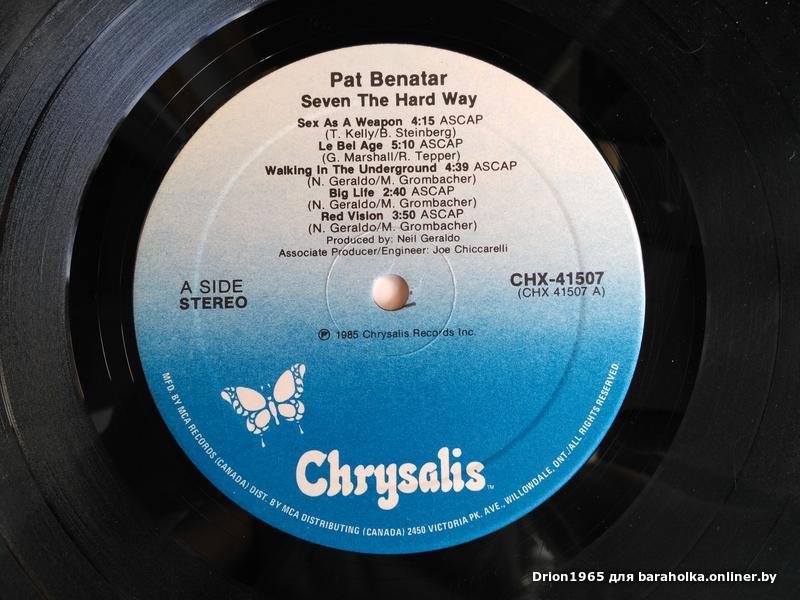 Pat Benatar
Seven The Hard Way
Sex As A Weapon 4:15 ASCAP
(T. Kelly/B. Steinberg)
Le Bel Age 5:10 ASCAP
(G. Marshall/R. Tepper)
Walking In The Underground 4:39 ASCAP
(N. Geraldo/M. Grombacher)
Big Life 2:40 ASCAP
(N. Geraldo/M. Grombacher)
Red Vision 3:50 ASCAP
(N. Geraldo/M. Grombacher)
Produced by: Neil Geraldo
Associate Producer/Engineer: Joe Chiccarelli
A SIDE
STEREO
CHX-41507
(CHX 41507 A)
Ⓟ 1985 Chrysalis Records Inc.
Chrysalis™
MFD. BY MCA RECORDS (CANADA) DIST. BY MCA DISTRIBUTING (CANADA) 2450 VICTORIA PK. AVE., WILLOWDALE, ONT./ALL RIGHTS RESERVED.
Drion1965 для baraholka.onliner.by